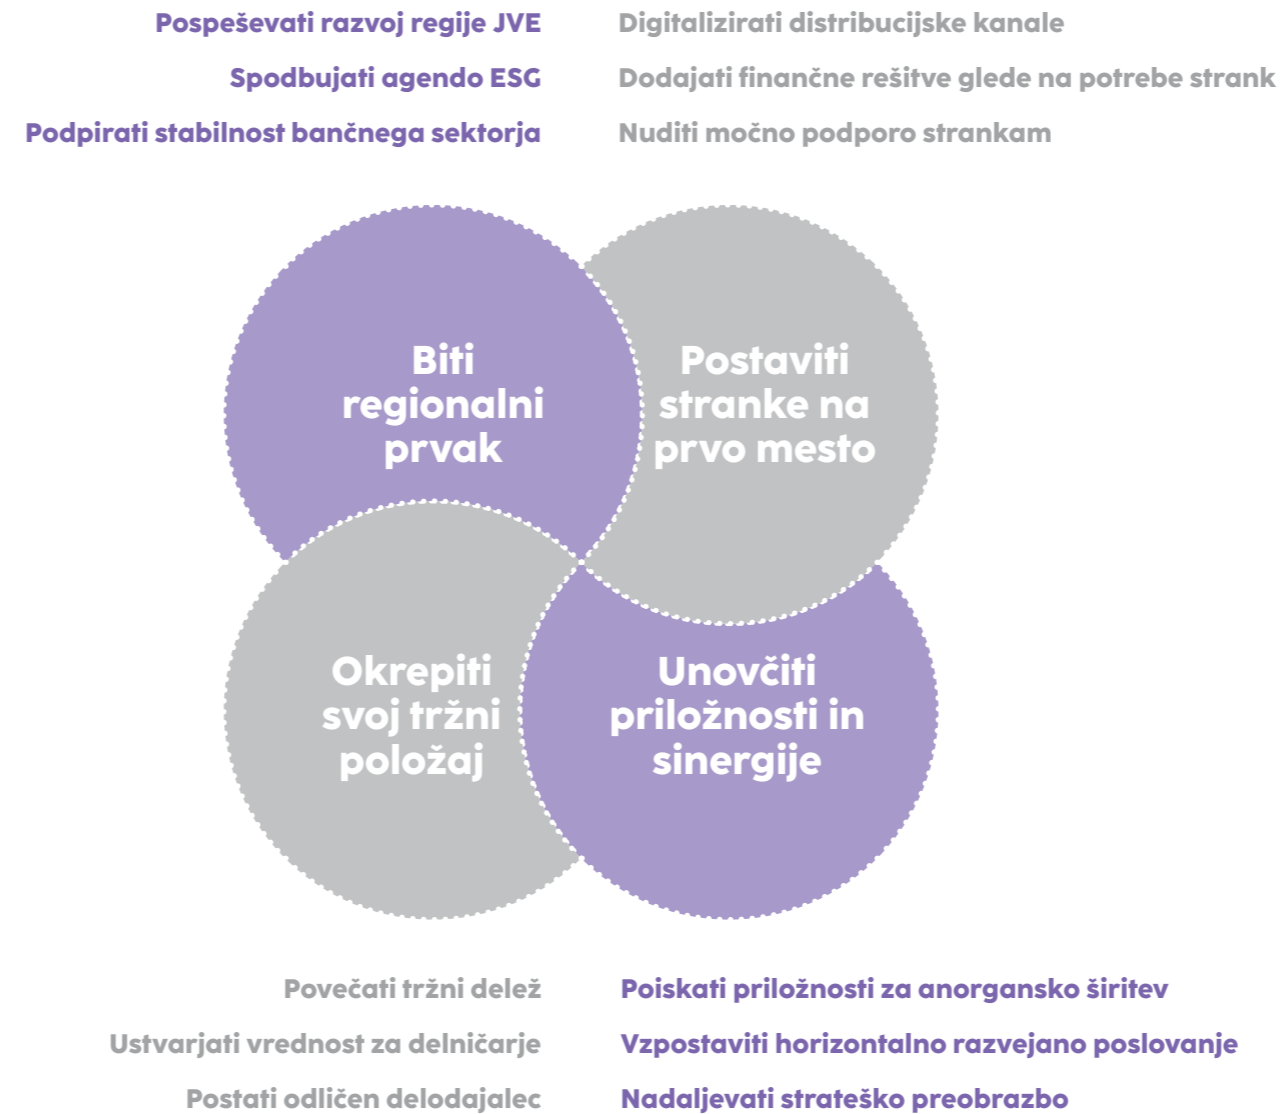 Pospeševati razvoj regije JVE
Spodbujati agendo ESG
Podpirati stabilnost bančnega sektorja
Digitalizirati distribucijske kanale
Dodajati finančne rešitve glede na potrebe strank
Nuditi močno podporo strankam
Biti
regionalni
prvak
Postaviti
stranke na
prvo mesto
Okrepiti
svoj tržni
položaj
Unovčiti
priložnosti in
sinergije
Povečati tržni delež
Ustvarjati vrednost za delničarje
Postati odličen delodajalec
Poiskati priložnosti za anorgansko širitev
Vzpostaviti horizontalno razvejano poslovanje
Nadaljevati strateško preobrazbo